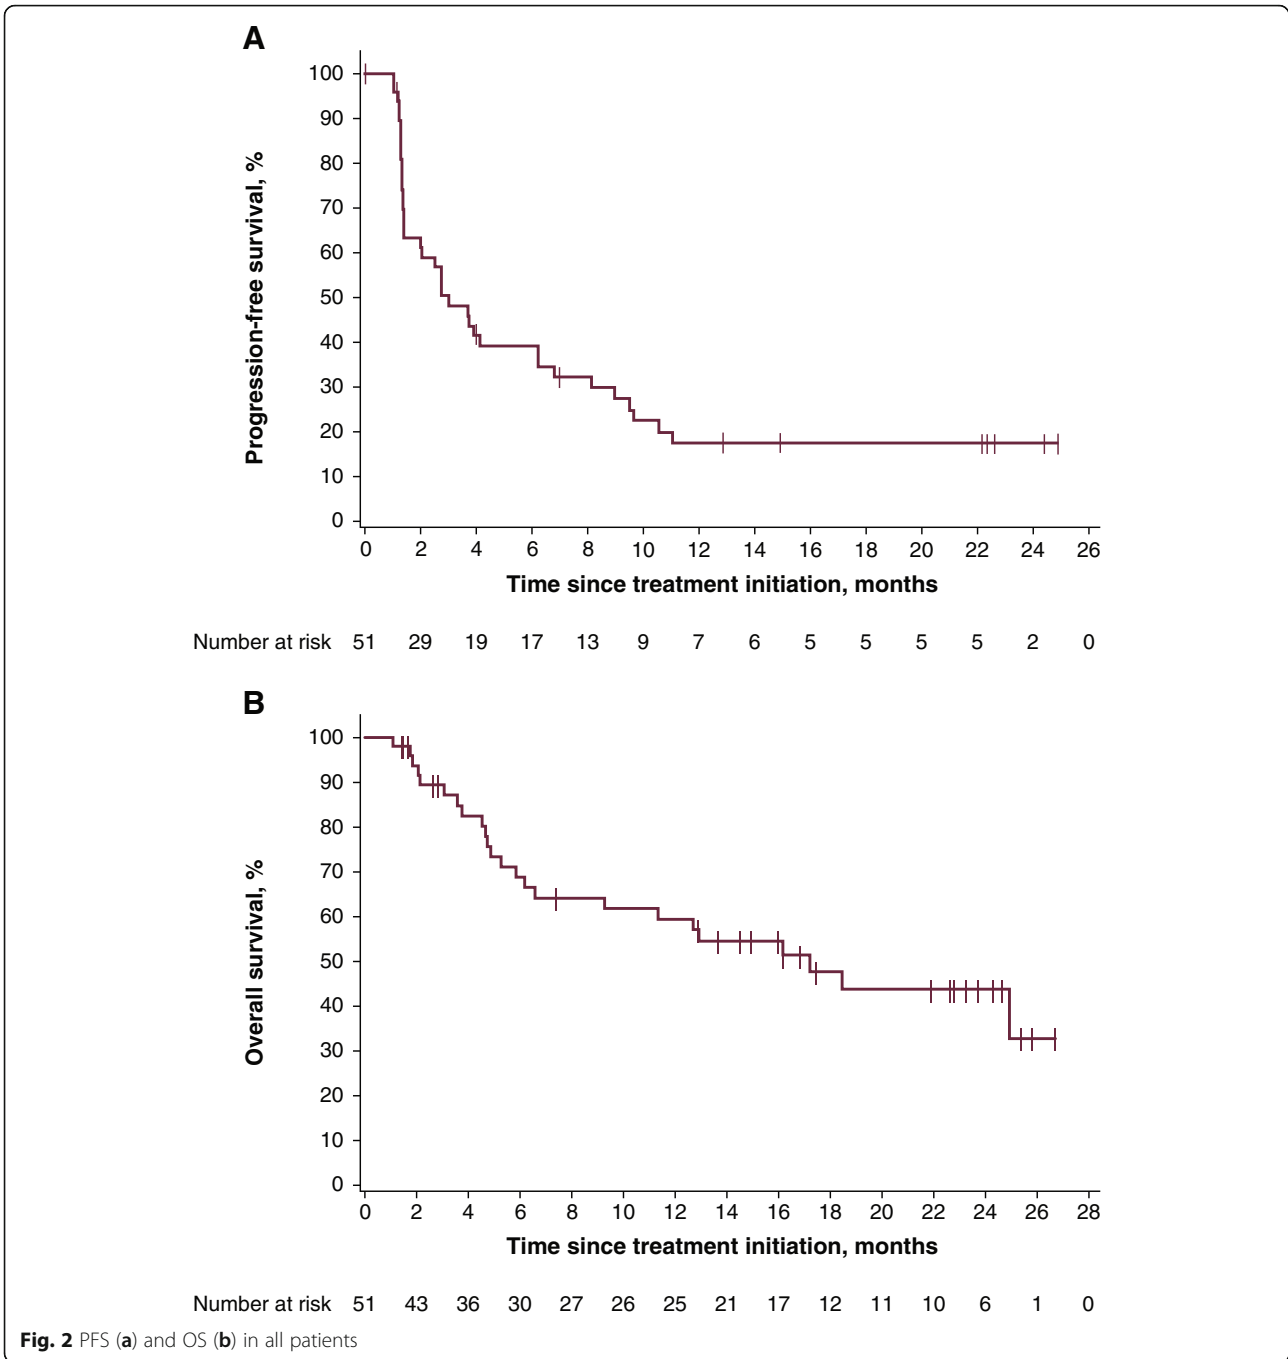 A
100
90
80
70
60
50
40
30
20
10
0
Progression-free survival, %
0 2 4 6 8 10 12 14 16 18 20 22 24 26
Time since treatment initiation, months
Number at risk 51 29 19 17 13 9 7 6 5 5 5 5 2 0
B
100
90
80
70
60
50
40
30
20
10
0
Overall survival, %
0 2 4 6 8 10 12 14 16 18 20 22 24 26 28
Time since treatment initiation, months
Number at risk 51 43 36 30 27 26 25 21 17 12 11 10 6 1 0
Fig. 2 PFS (a) and OS (b) in all patients